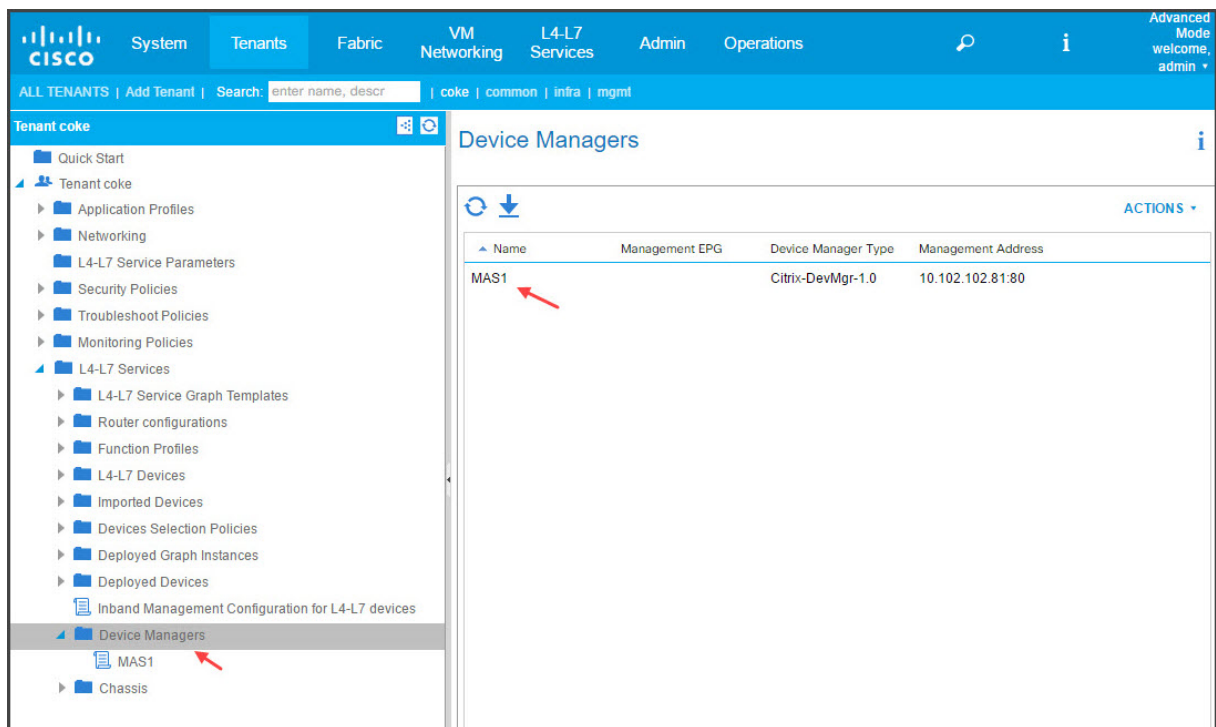 CISCO System Tenants Fabric VM Networking L4-L7 Services Admin Operations i Advanced Mode welcome, admin
ALL TENANTS | Add Tenant | Search: enter name, descr | coke | common | infra | mgmt
Tenant coke
Quick Start
Tenant coke
Application Profiles
Networking
L4-L7 Service Parameters
Security Policies
Troubleshoot Policies
Monitoring Policies
L4-L7 Services
L4-L7 Service Graph Templates
Router configurations
Function Profiles
L4-L7 Devices
Imported Devices
Devices Selection Policies
Deployed Graph Instances
Deployed Devices
Inband Management Configuration for L4-L7 devices
Device Managers
MAS1
Chassis
Device Managers i
ACTIONS
Name Management EPG Device Manager Type Management Address
MAS1 Citrix-DevMgr-1.0 10.102.102.81:80